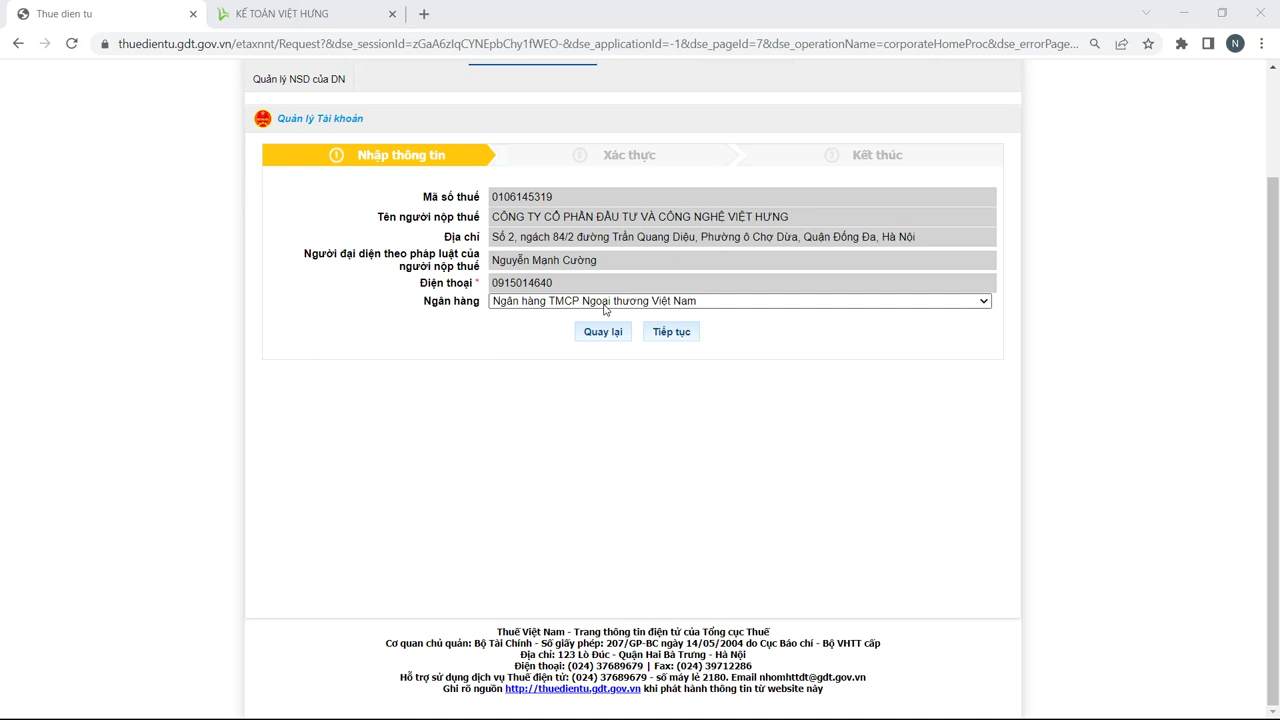 Thue dien tu
KẾ TOÁN VIỆT HƯNG
thuedientu.gdt.gov.vn/etaxnnt/Request?&dse_sessionId=zGaA6zIqCYNEpbChy1fWEO-&dse_applicationId=-1&dse_pageId=7&dse_operationName=corporateHomeProc&dse_errorPage...
N
Quản lý NSD của DN
Quản lý Tài khoản
1 Nhập thông tin
2 Xác thực
3 Kết thúc
Mã số thuế 0106145319
Tên người nộp thuế CÔNG TY CỔ PHẦN ĐẦU TƯ VÀ CÔNG NGHỆ VIỆT HƯNG
Địa chỉ Số 2, ngách 84/2 đường Trần Quang Diệu, Phường ô Chợ Dừa, Quận Đống Đa, Hà Nội
Người đại diện theo pháp luật của
người nộp thuế Nguyễn Mạnh Cường
Điện thoại * 0915014640
Ngân hàng Ngân hàng TMCP Ngoại thương Việt Nam
Quay lại Tiếp tục
Thuế Việt Nam - Trang thông tin điện tử của Tổng cục Thuế
Cơ quan chủ quản: Bộ Tài Chính - Số giấy phép: 207/GP-BC ngày 14/05/2004 do Cục Báo chí - Bộ VHTT cấp
Địa chỉ: 123 Lò Đúc - Quận Hai Bà Trưng - Hà Nội
Điện thoại: (024) 37689679 | Fax: (024) 39712286
Hỗ trợ sử dụng dịch vụ Thuế điện tử: (024) 37689679 - số máy lẻ 2180. Email nhomhttdt@gdt.gov.vn
Ghi rõ nguồn http://thuedientu.gdt.gov.vn khi phát hành thông tin từ website này